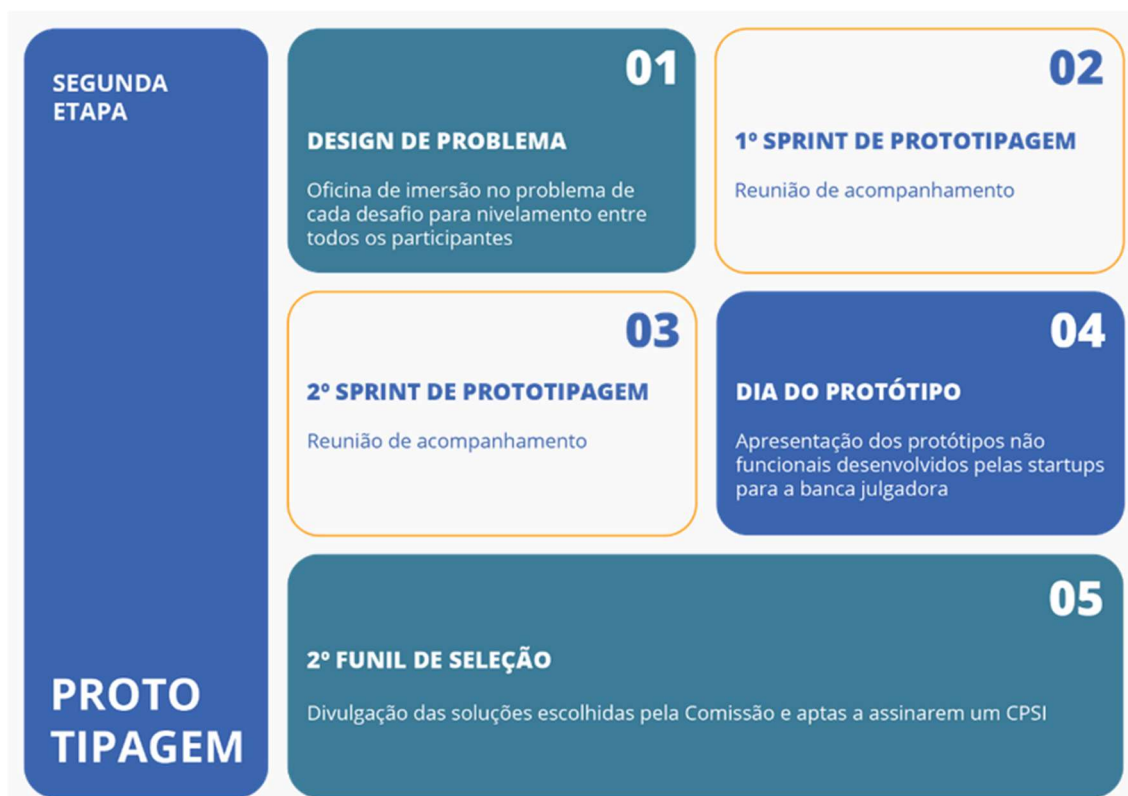 SEGUNDA
ETAPA
PROTO
TIPAGEM
01
DESIGN DE PROBLEMA
Oficina de imersão no problema de
cada desafio para nivelamento entre
todos os participantes
02
1º SPRINT DE PROTOTIPAGEM
Reunião de acompanhamento
03
2º SPRINT DE PROTOTIPAGEM
Reunião de acompanhamento
04
DIA DO PROTÓTIPO
Apresentação dos protótipos não
funcionais desenvolvidos pelas startups
para a banca julgadora
05
2º FUNIL DE SELEÇÃO
Divulgação das soluções escolhidas pela Comissão e aptas a assinarem um CPSI